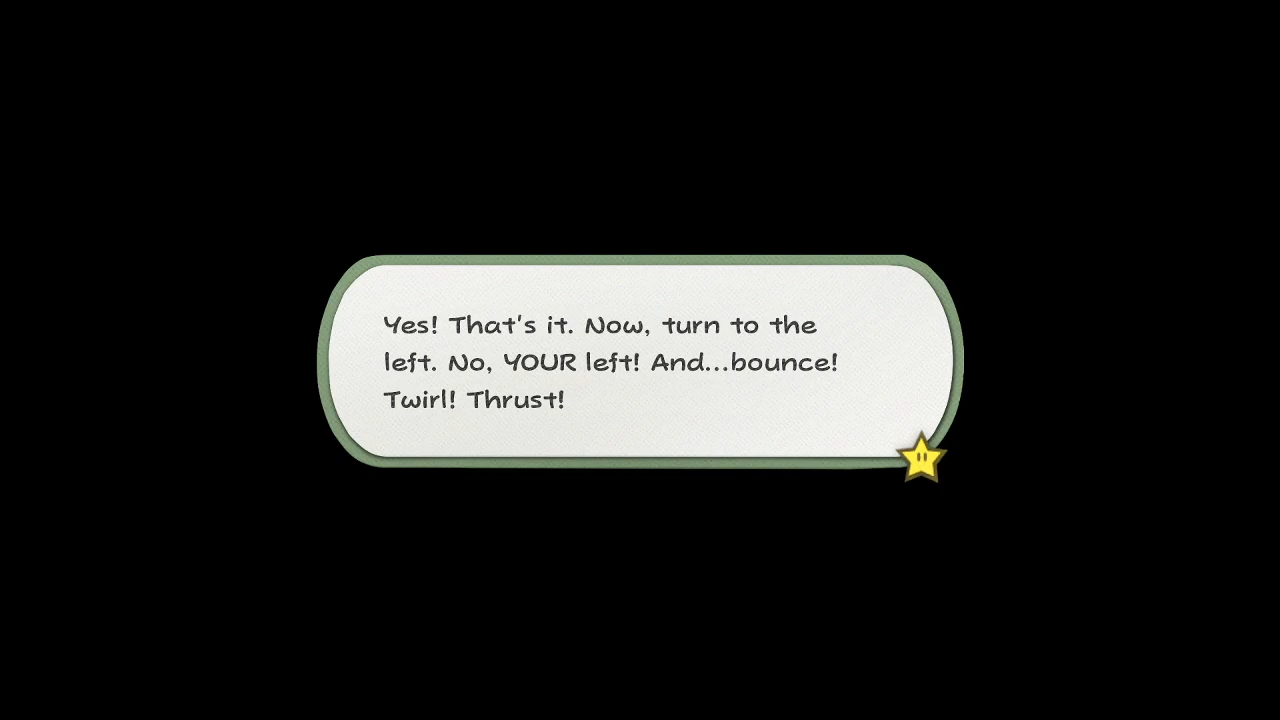 Yes! That's it. Now, turn to the
left. No, YOUR left! And...bounce!
Twirl! Thrust!